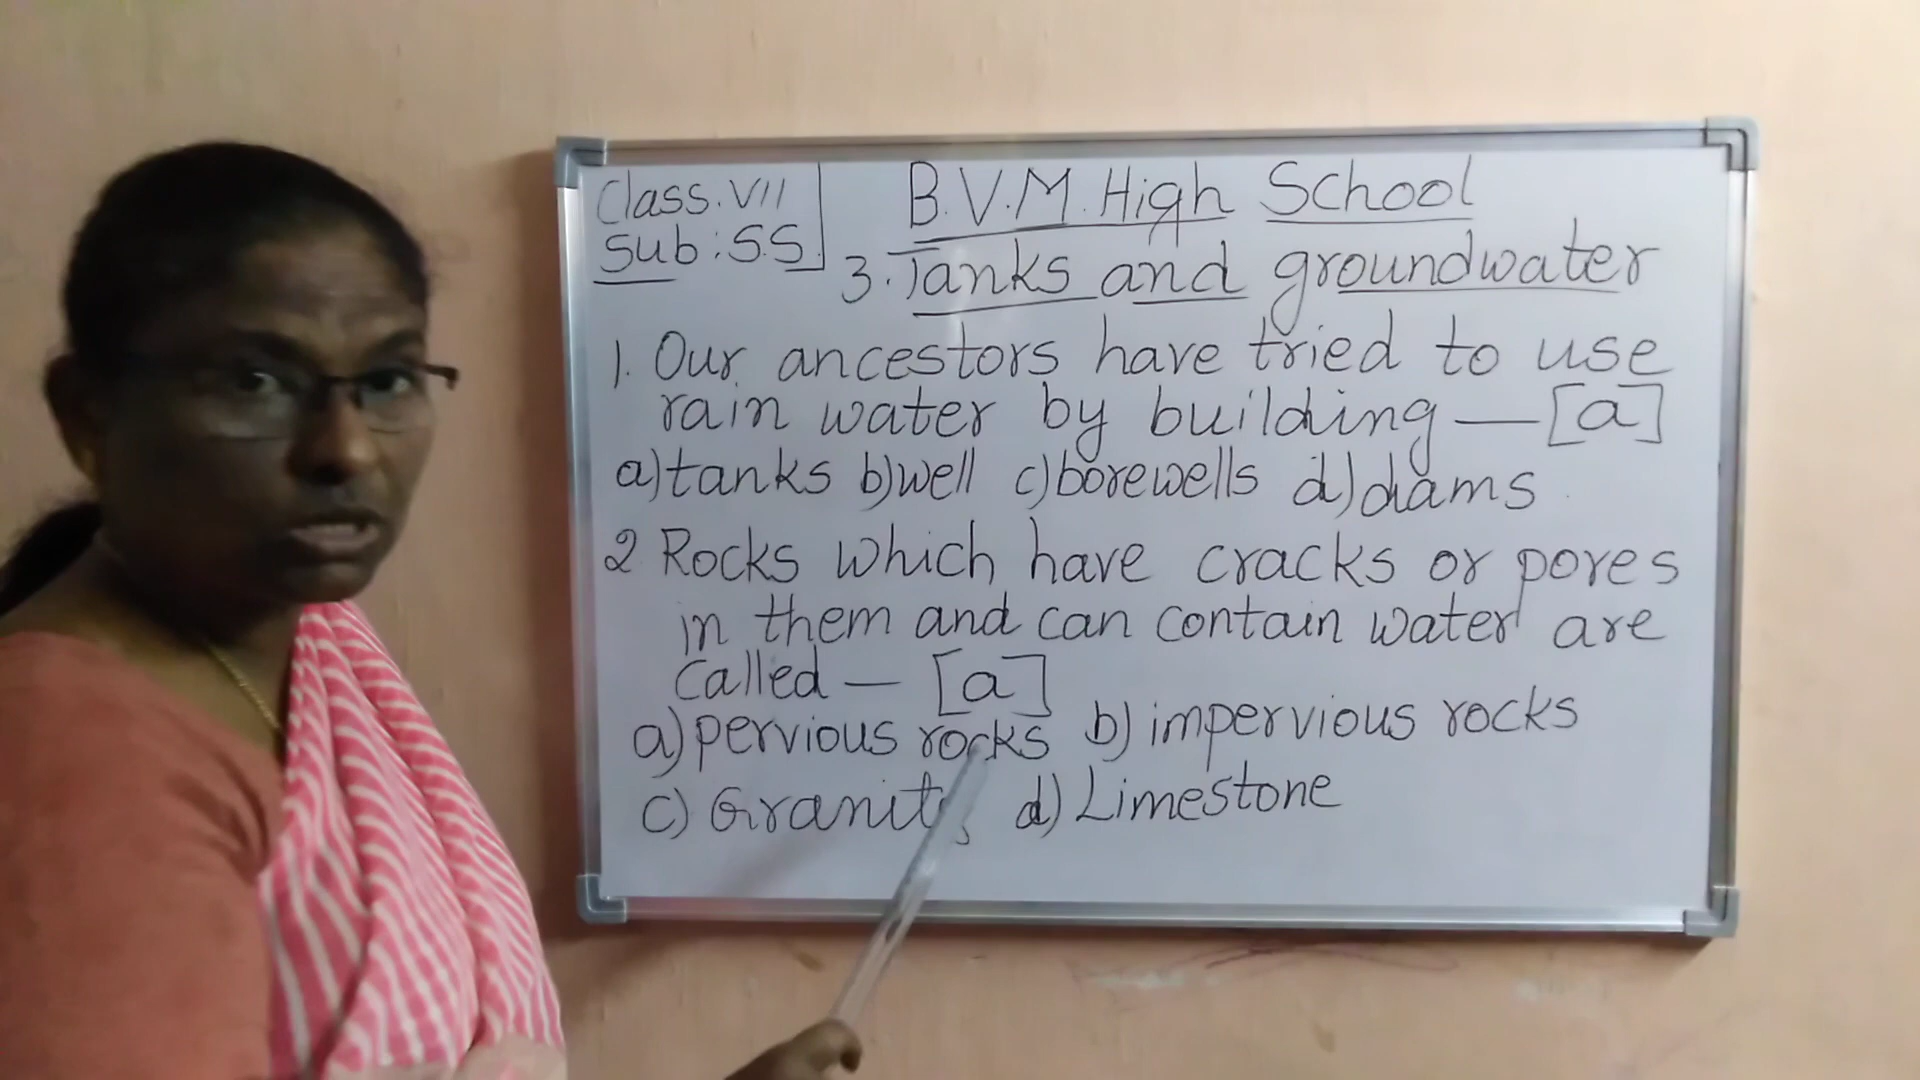 Class.VII
Sub:S.S.
B.V.M.High School
3.Tanks and groundwater
1. Our ancestors have tried to use
rain water by building — [a]
a)tanks b)well c)borewells d)dams
2 Rocks which have cracks or pores
in them and can contain water are
called — [a]
a)pervious rocks b)impervious rocks
c) Granite d)Limestone